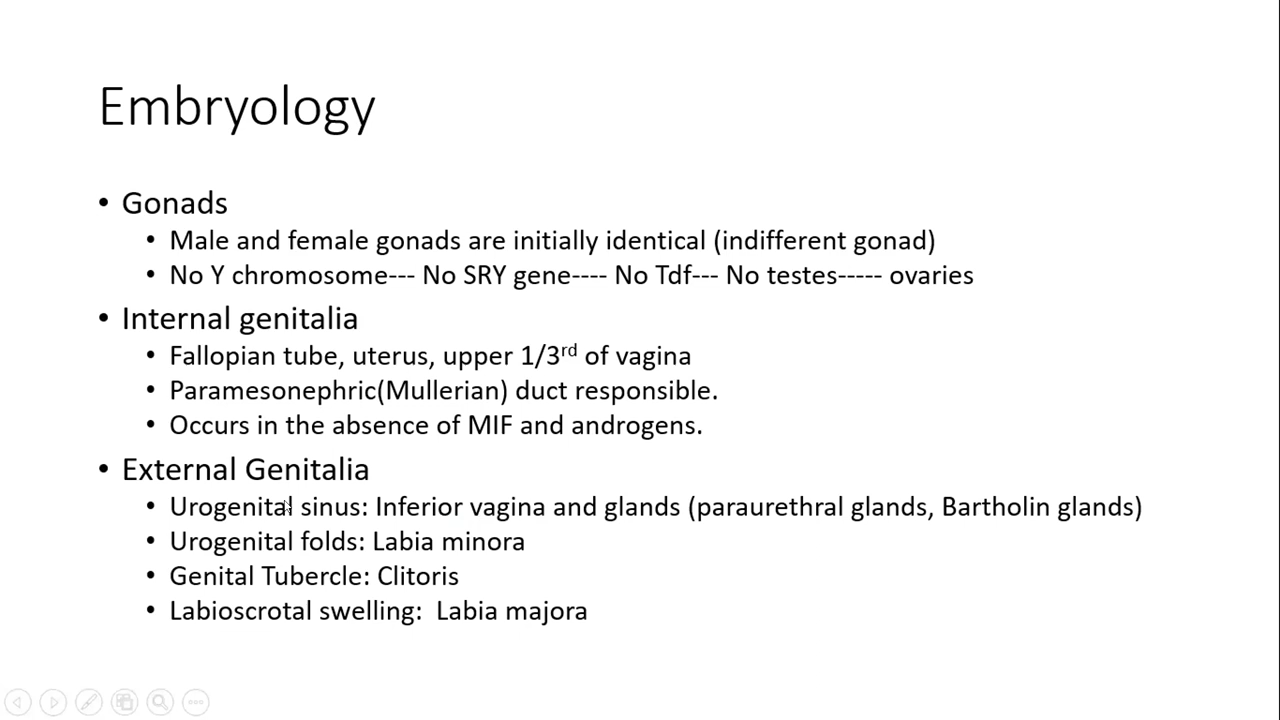 Embryology
• Gonads
• Male and female gonads are initially identical (indifferent gonad)
• No Y chromosome--- No SRY gene---- No Tdf--- No testes----- ovaries
• Internal genitalia
• Fallopian tube, uterus, upper 1/3rd of vagina
• Paramesonephric(Mullerian) duct responsible.
• Occurs in the absence of MIF and androgens.
• External Genitalia
• Urogenital sinus: Inferior vagina and glands (paraurethral glands, Bartholin glands)
• Urogenital folds: Labia minora
• Genital Tubercle: Clitoris
• Labioscrotal swelling:  Labia majora